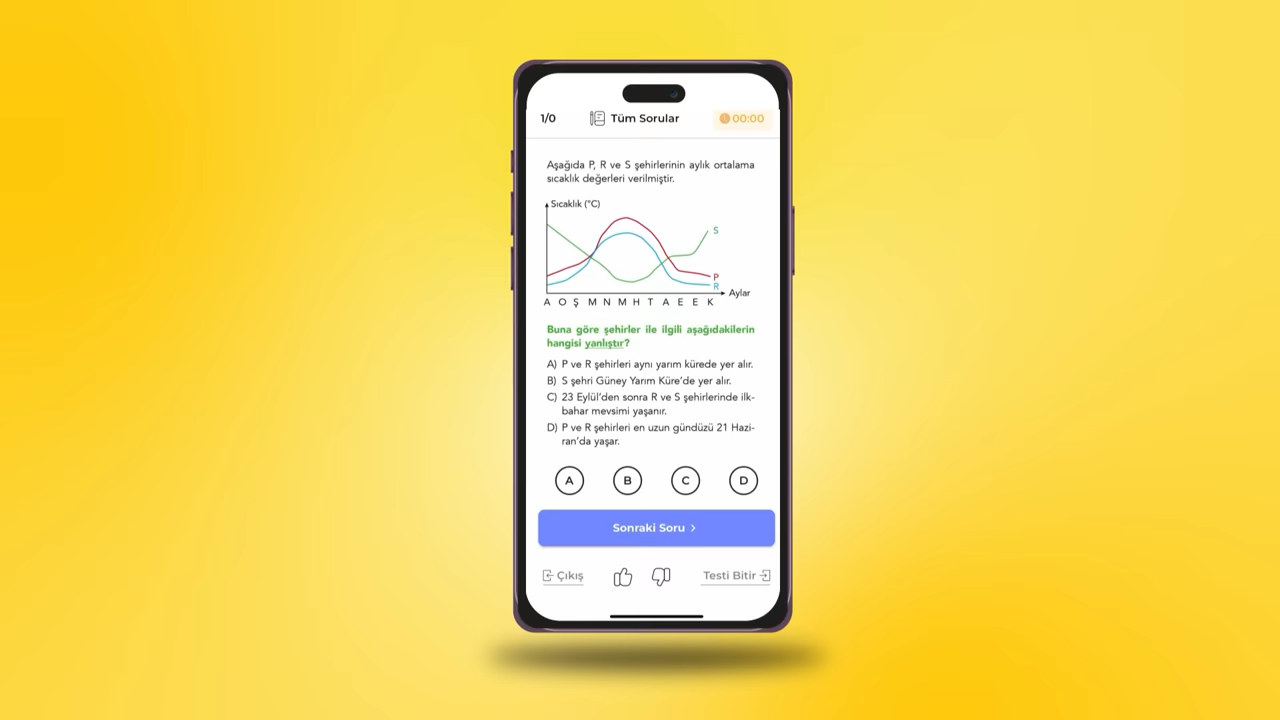 1/0
Tüm Sorular
00:00
Aşağıda P, R ve S şehirlerinin aylık ortalama
sıcaklık değerleri verilmiştir.
Sıcaklık (°C)
S
P
R
Aylar
A O Ş M N M H T A E E K
Buna göre şehirler ile ilgili aşağıdakilerin
hangisi yanlıştır?
A) P ve R şehirleri aynı yarım kürede yer alır.
B) S şehri Güney Yarım Küre’de yer alır.
C) 23 Eylül’den sonra R ve S şehirlerinde ilk-
bahar mevsimi yaşanır.
D) P ve R şehirleri en uzun gündüzü 21 Hazi-
ran’da yaşar.
A B C D
Sonraki Soru >
Çıkış
Testi Bitir